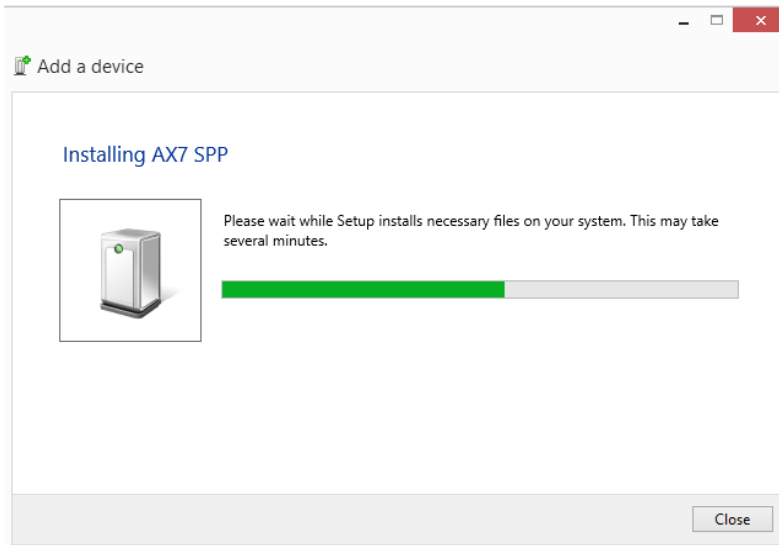 Add a device
Installing AX7 SPP
Please wait while Setup installs necessary files on your system. This may take
several minutes.
Close